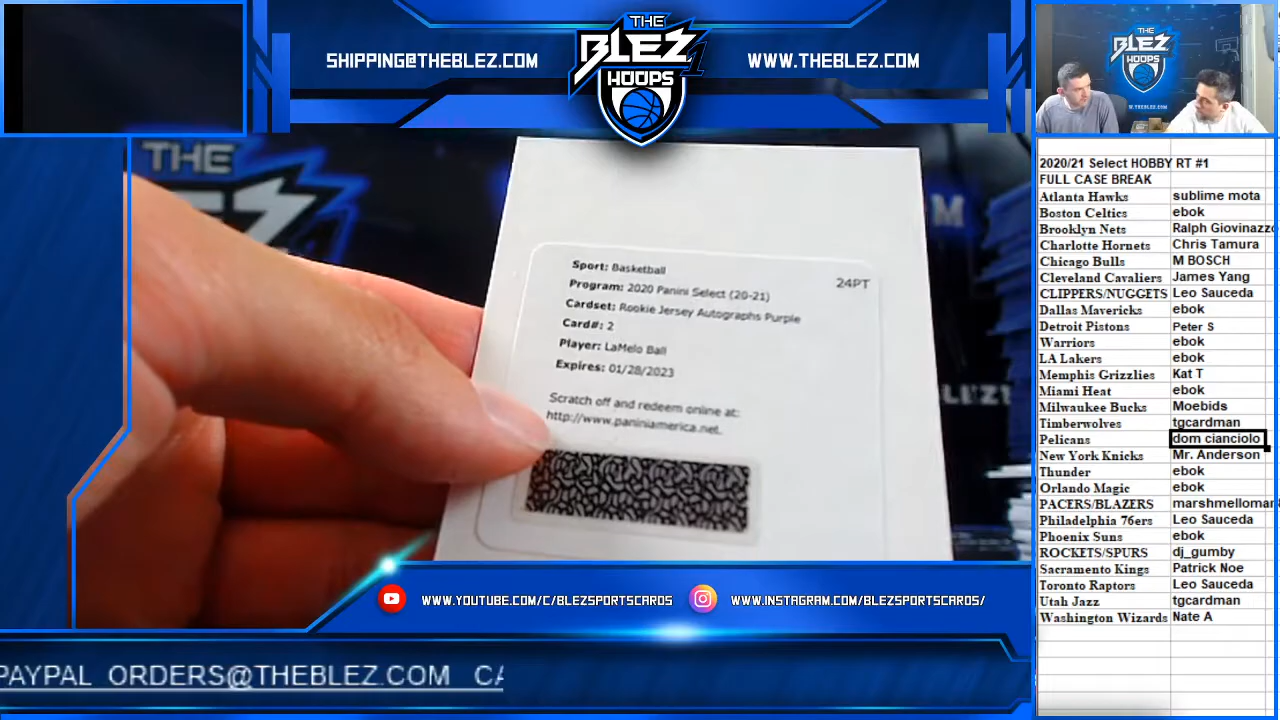 SHIPPING@THEBLEZ.COM
THE
BLEZ 1
HOOPS
WWW.THEBLEZ.COM
THE
BLEZ
HOOPS
THE
Sport: Basketball
24PT
Program: 2020 Panini Select (20-21)
Cardset: Rookie Jersey Autographs Purple
Card#: 2
Player: LaMelo Ball
Expires: 01/28/2023
Scratch off and redeem online at:
http://www.paniniamerica.net.
2020/21 Select HOBBY RT #1
FULL CASE BREAK
Atlanta Hawks sublime mota
Boston Celtics ebok
Brooklyn Nets Ralph Giovinazzo
Charlotte Hornets Chris Tamura
Chicago Bulls M BOSCH
Cleveland Cavaliers James Yang
CLIPPERS/NUGGETS Leo Sauceda
Dallas Mavericks ebok
Detroit Pistons Peter S
Warriors ebok
LA Lakers ebok
Memphis Grizzlies Kat T
Miami Heat ebok
Milwaukee Bucks Moebids
Timberwolves tgcardman
Pelicans dom cianciolo
New York Knicks Mr. Anderson
Thunder ebok
Orlando Magic ebok
PACERS/BLAZERS marshmelloman
Philadelphia 76ers Leo Sauceda
Phoenix Suns ebok
ROCKETS/SPURS dj_gumby
Sacramento Kings Patrick Noe
Toronto Raptors Leo Sauceda
Utah Jazz tgcardman
Washington Wizards Nate A
WWW.YOUTUBE.COM/C/BLEZSPORTSCARDS
WWW.INSTAGRAM.COM/BLEZSPORTSCARDS/
PAYPAL ORDERS@THEBLEZ.COM CA